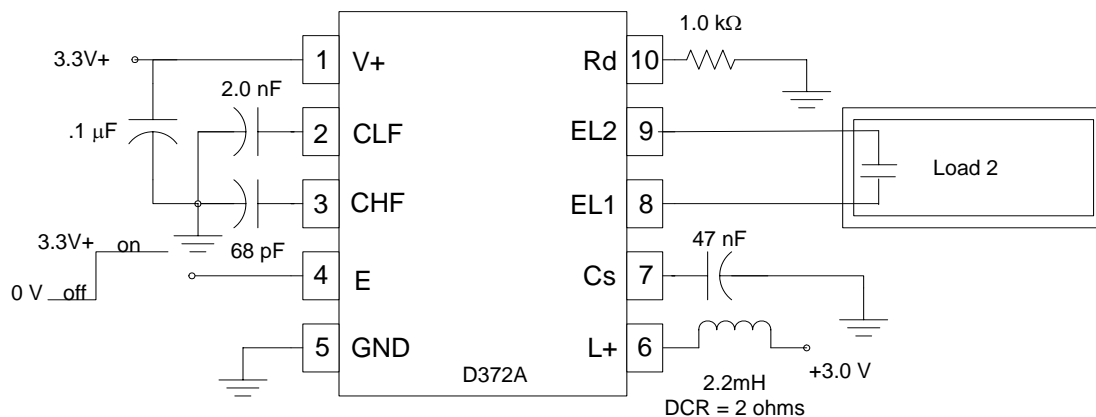 1.0 kΩ
3.3V+ 1 V+ Rd 10
2.0 nF
.1 μF 2 CLF EL2 9
Load 2
3 CHF EL1 8
3.3V+ on 68 pF 47 nF
0 V off 4 E Cs 7
5 GND L+ 6
D372A +3.0 V
2.2mH
DCR = 2 ohms